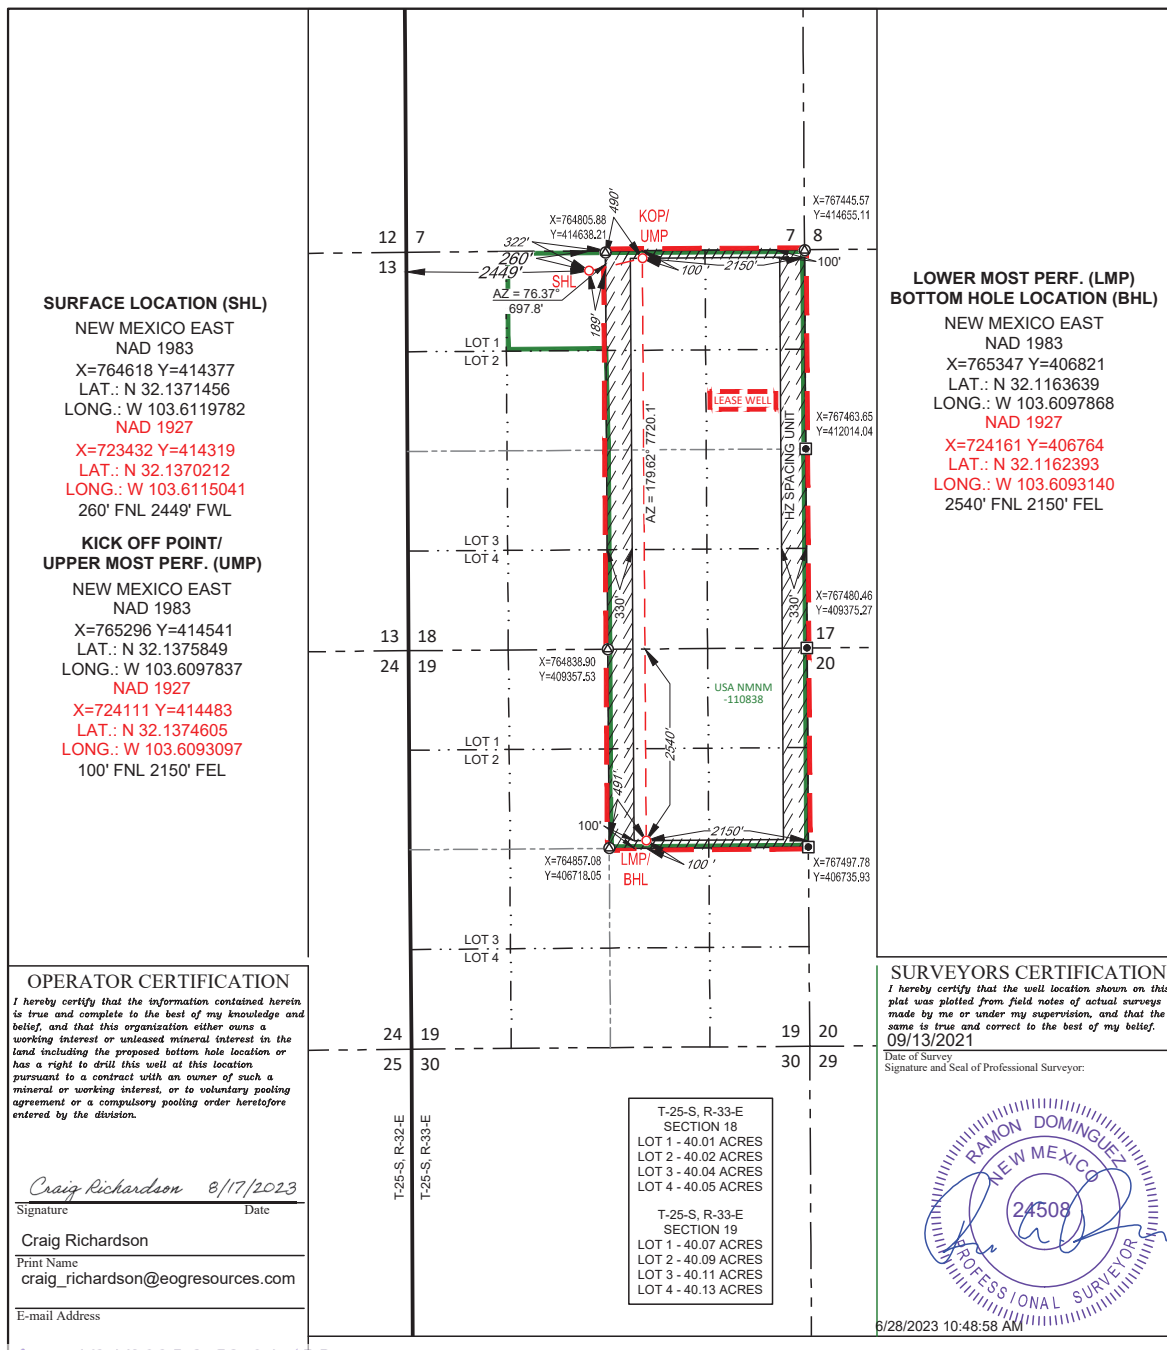 SURFACE LOCATION (SHL)
NEW MEXICO EAST
NAD 1983
X=764618 Y=414377
LAT.: N 32.1371456
LONG.: W 103.6119782
NAD 1927
X=723432 Y=414319
LAT.: N 32.1370212
LONG.: W 103.6115041
260' FNL 2449' FWL
KICK OFF POINT/
UPPER MOST PERF. (UMP)
NEW MEXICO EAST
NAD 1983
X=765296 Y=414541
LAT.: N 32.1375849
LONG.: W 103.6097837
NAD 1927
X=724111 Y=414483
LAT.: N 32.1374605
LONG.: W 103.6093097
100' FNL 2150' FEL
12 7
13
X=764805.88
Y=414638.21
490'
KOP/
UMP
X=767445.57
Y=414655.11
7 8
322'
260'
2449'
SHL
AZ = 76.37°
697.8'
189'
100'
2150'
100'
LOT 1
LOT 2
LEASE WELL
X=767463.65
Y=412014.04
AZ = 179.62° 7720.1'
HZ SPACING UNIT
LOT 3
LOT 4
330'
330'
X=767480.46
Y=409375.27
13 18
24 19
17
20
X=764838.90
Y=409357.53
USA NMNM
-110838
2540'
LOT 1
LOT 2
491'
100'
2150'
100'
LMP/
BHL
X=764857.08
Y=406718.05
X=767497.78
Y=406735.93
LOT 3
LOT 4
24 19
25 30
19 20
30 29
T-25-S, R-32-E
T-25-S, R-33-E
T-25-S, R-33-E
SECTION 18
LOT 1 - 40.01 ACRES
LOT 2 - 40.02 ACRES
LOT 3 - 40.04 ACRES
LOT 4 - 40.05 ACRES
T-25-S, R-33-E
SECTION 19
LOT 1 - 40.07 ACRES
LOT 2 - 40.09 ACRES
LOT 3 - 40.11 ACRES
LOT 4 - 40.13 ACRES
LOWER MOST PERF. (LMP)
BOTTOM HOLE LOCATION (BHL)
NEW MEXICO EAST
NAD 1983
X=765347 Y=406821
LAT.: N 32.1163639
LONG.: W 103.6097868
NAD 1927
X=724161 Y=406764
LAT.: N 32.1162393
LONG.: W 103.6093140
2540' FNL 2150' FEL
OPERATOR CERTIFICATION
I hereby certify that the information contained herein
is true and complete to the best of my knowledge and
belief, and that this organization either owns a
working interest or unleased mineral interest in the
land including the proposed bottom hole location or
has a right to drill this well at this location
pursuant to a contract with an owner of such a
mineral or working interest, or to voluntary pooling
agreement or a compulsory pooling order heretofore
entered by the division.
Craig Richardson 8/17/2023
Signature Date
Craig Richardson
Print Name
craig_richardson@eogresources.com
E-mail Address
SURVEYORS CERTIFICATION
I hereby certify that the well location shown on this
plat was plotted from field notes of actual surveys
made by me or under my supervision, and that the
same is true and correct to the best of my belief.
09/13/2021
Date of Survey
Signature and Seal of Professional Surveyor:
RAMON DOMINGUEZ
NEW MEXICO
24508
PROFESSIONAL SURVEYOR
6/28/2023 10:48:58 AM